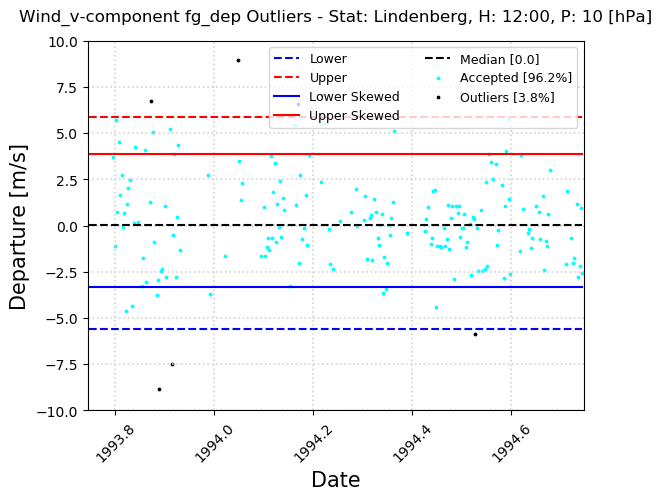 Wind_v-component fg_dep Outliers - Stat: Lindenberg, H: 12:00, P: 10 [hPa]
10.0
7.5
5.0
2.5
0.0
−2.5
−5.0
−7.5
−10.0
Departure [m/s]
Lower
Upper
Lower Skewed
Upper Skewed
Median [0.0]
Accepted [96.2%]
Outliers [3.8%]
1993.8
1994.0
1994.2
1994.4
1994.6
Date